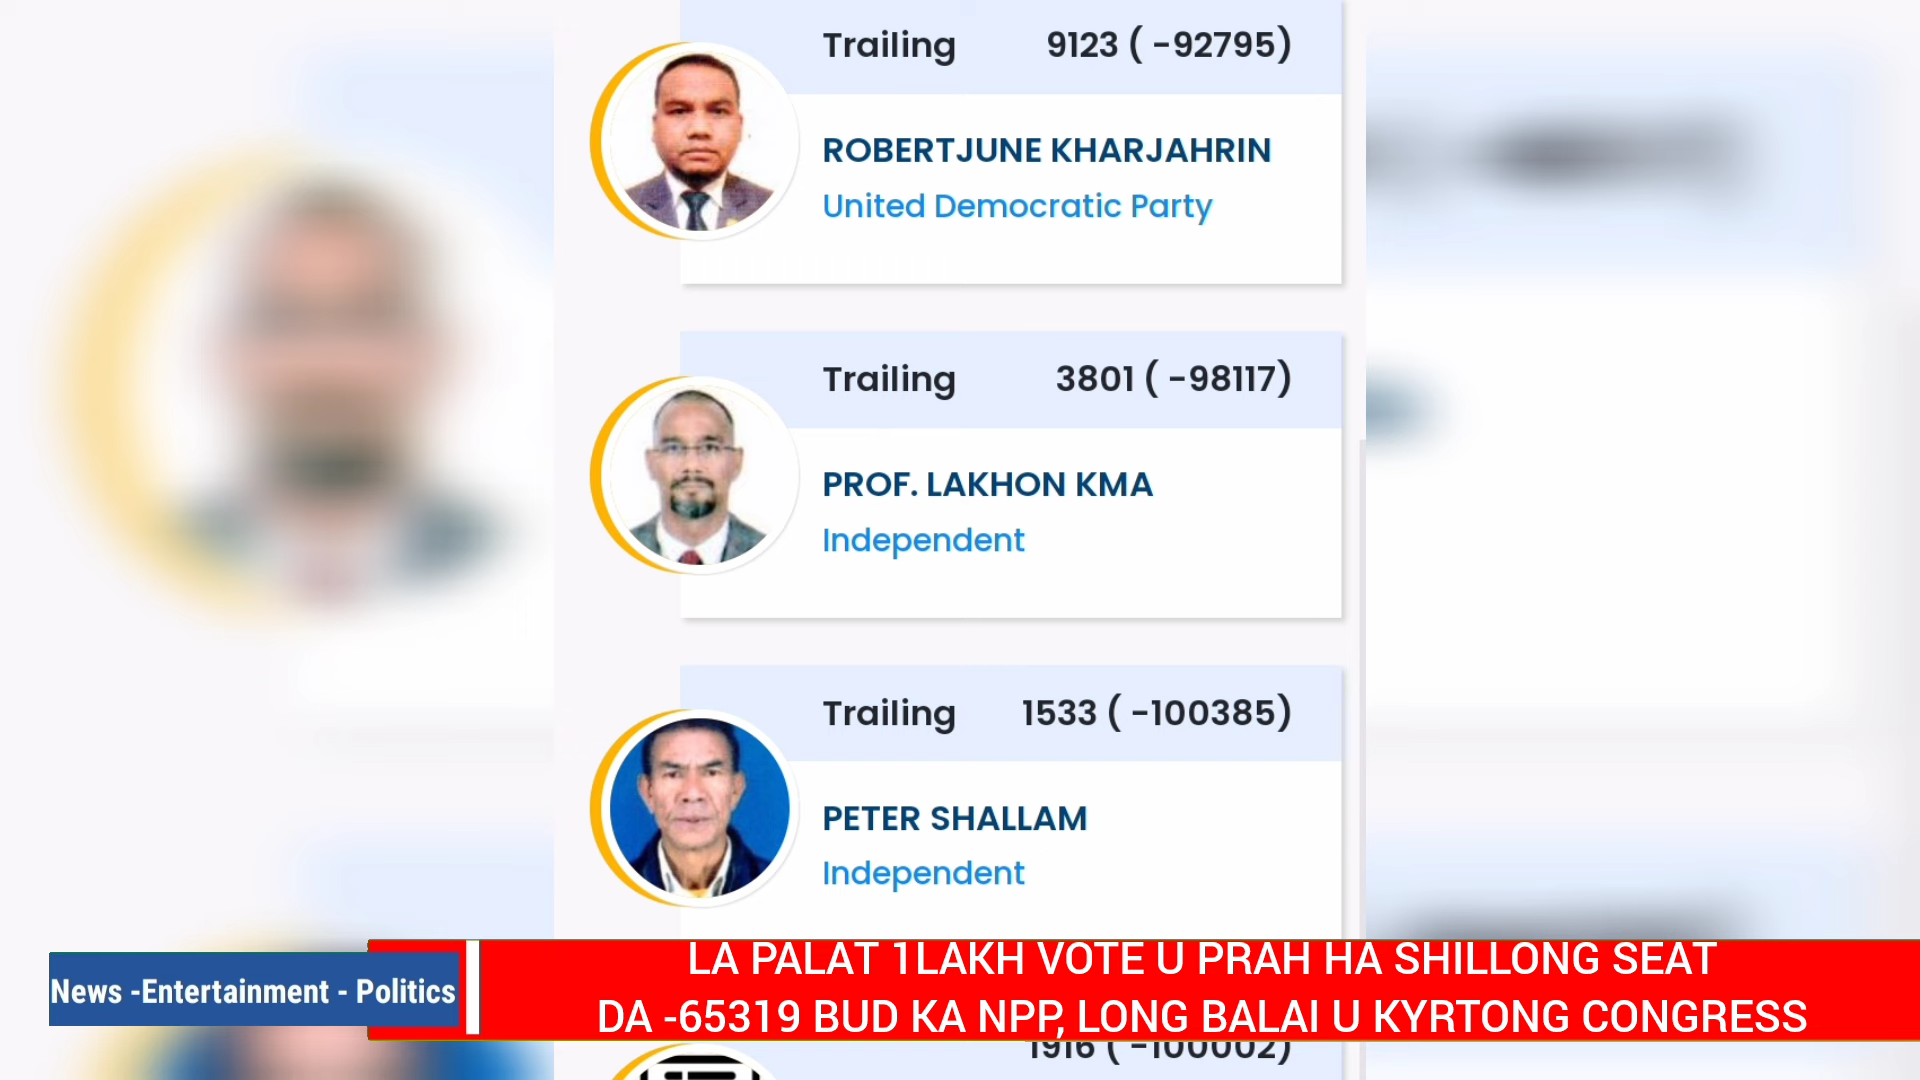 Trailing 9123 ( -92795)
ROBERTJUNE KHARJAHRIN
United Democratic Party
Trailing 3801 ( -98117)
PROF. LAKHON KMA
Independent
Trailing 1533 ( -100385)
PETER SHALLAM
Independent
News -Entertainment - Politics
LA PALAT 1LAKH VOTE U PRAH HA SHILLONG SEAT
DA -65319 BUD KA NPP, LONG BALAI U KYRTONG CONGRESS
1916 ( -100002)